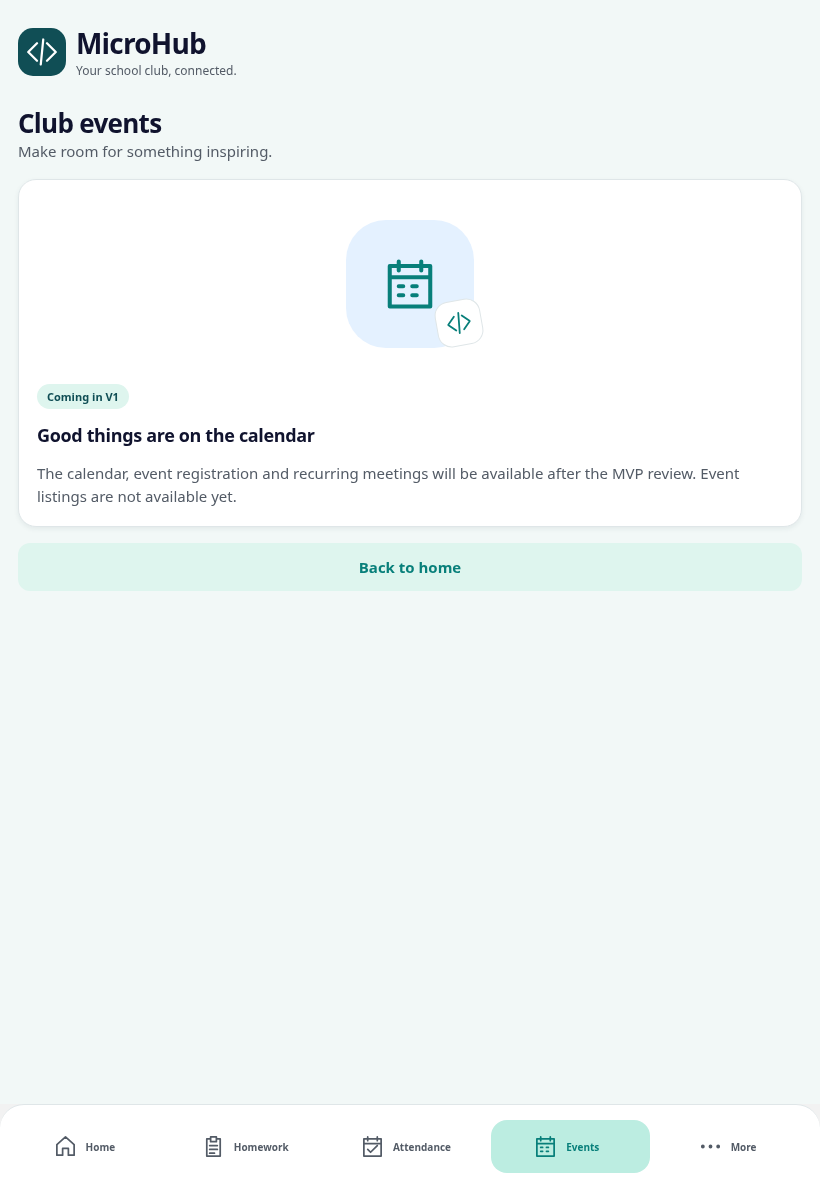 MicroHub
Your school club, connected.
Club events
Make room for something inspiring.
Coming in V1
Good things are on the calendar
The calendar, event registration and recurring meetings will be available after the MVP review. Event
listings are not available yet.
Back to home
Home
Homework
Attendance
Events
More